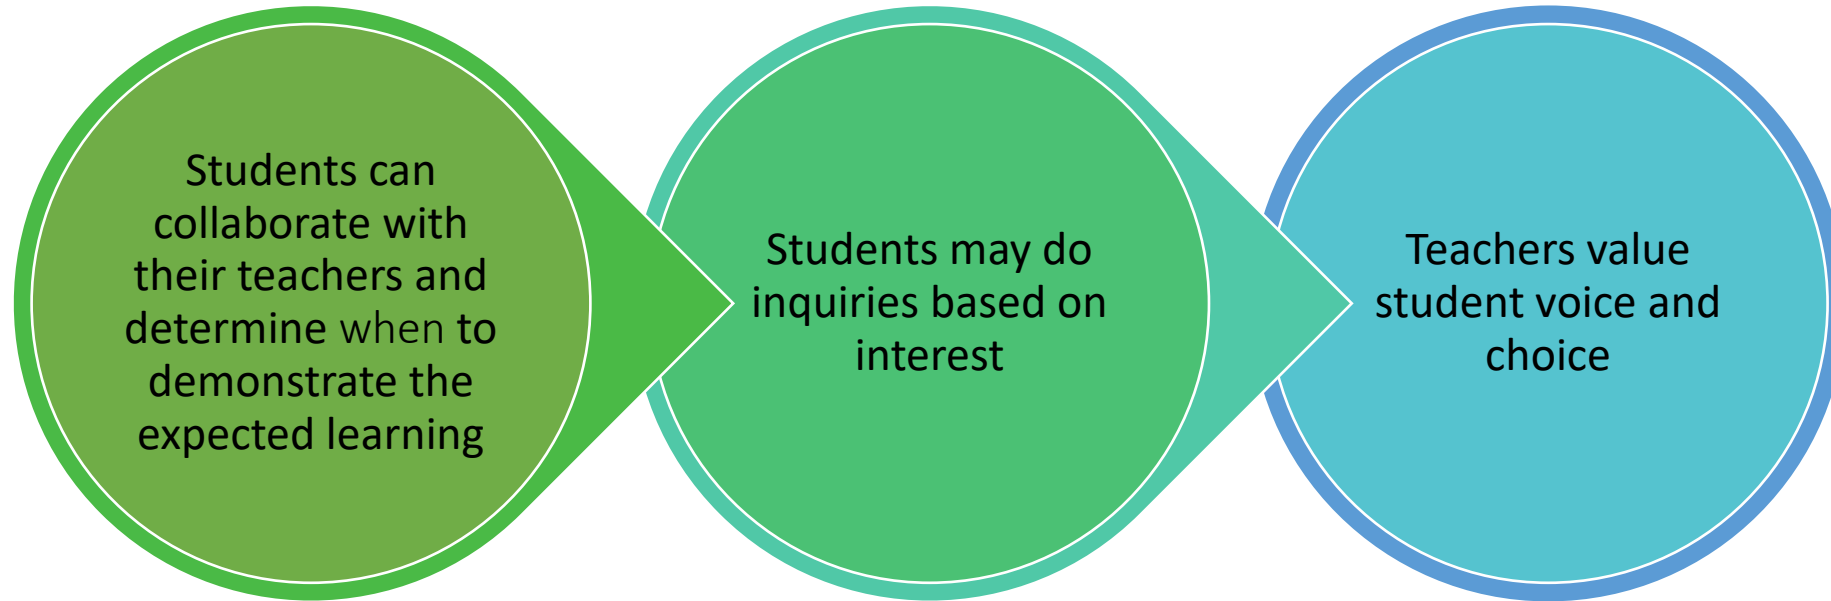 Students can
collaborate with
their teachers and
determine when to
demonstrate the
expected learning
Students may do
inquiries based on
interest
Teachers value
student voice and
choice